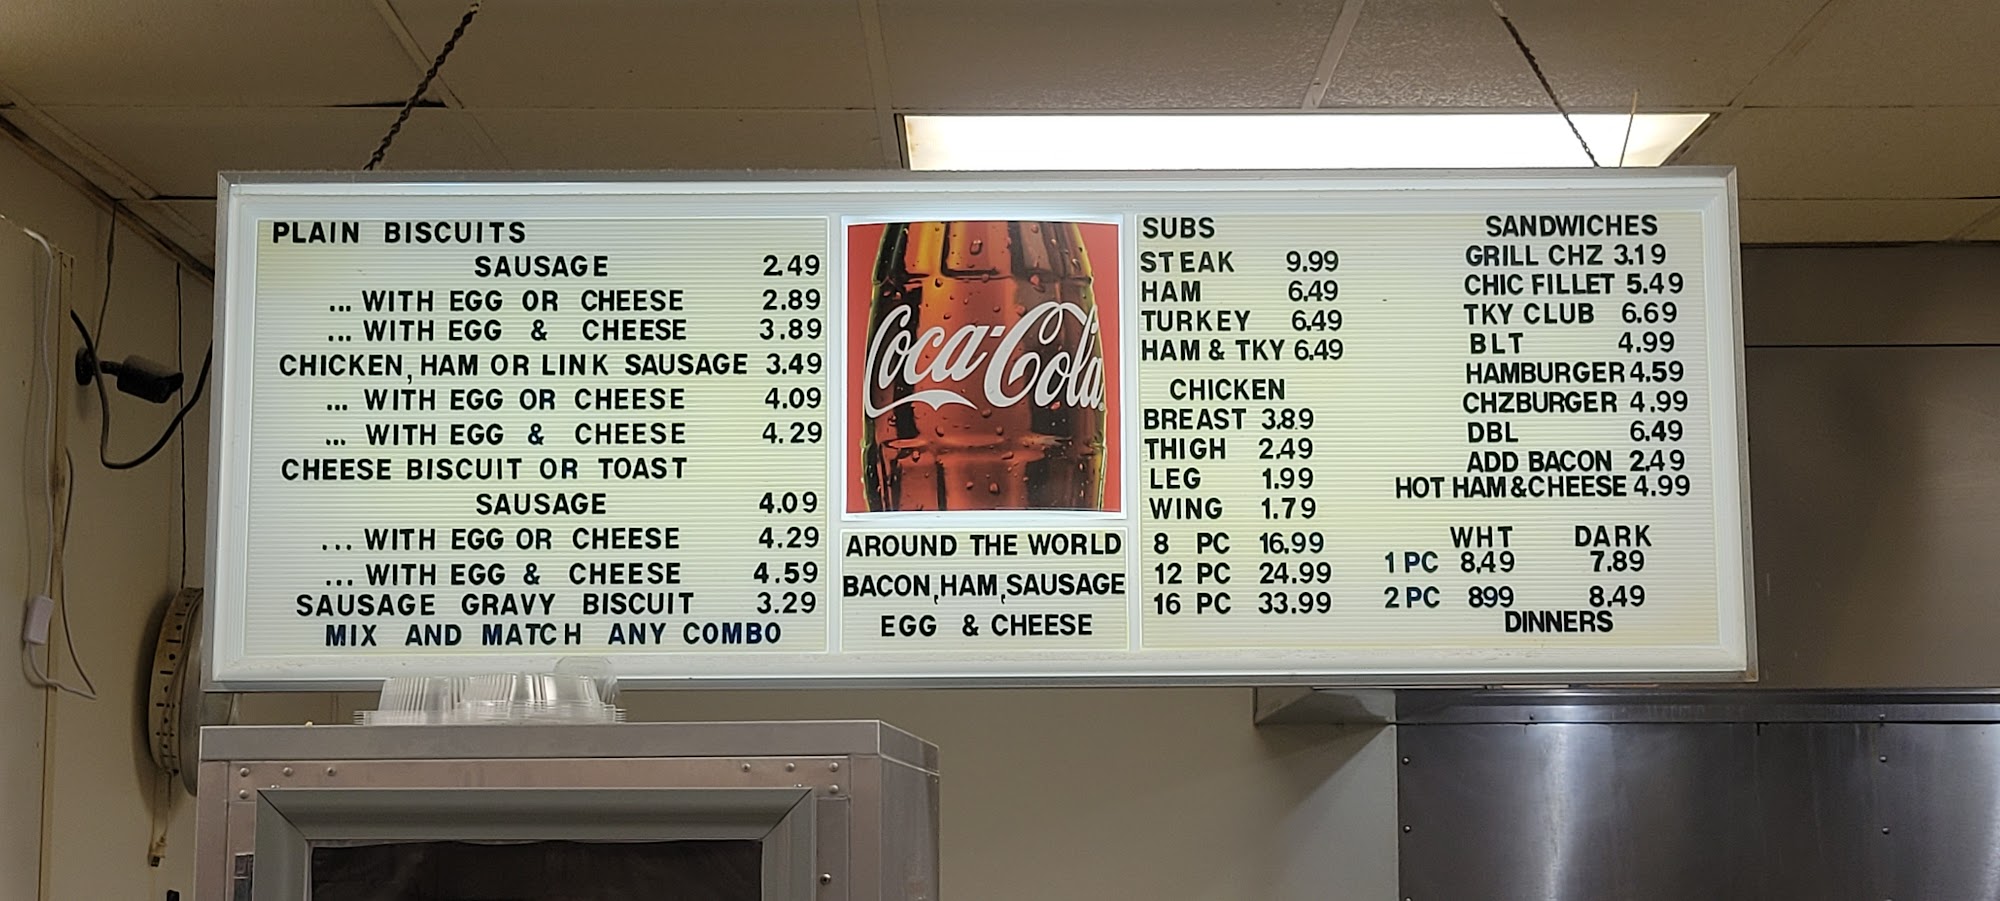 PLAIN BISCUITS
SAUSAGE 2.49
... WITH EGG OR CHEESE 2.89
... WITH EGG & CHEESE 3.89
CHICKEN, HAM OR LINK SAUSAGE 3.49
... WITH EGG OR CHEESE 4.09
... WITH EGG & CHEESE 4.29
CHEESE BISCUIT OR TOAST
SAUSAGE 4.09
... WITH EGG OR CHEESE 4.29
... WITH EGG & CHEESE 4.59
SAUSAGE GRAVY BISCUIT 3.29
MIX AND MATCH ANY COMBO
Coca-Cola
AROUND THE WORLD
BACON, HAM, SAUSAGE
EGG & CHEESE
SUBS
STEAK 9.99
HAM 6.49
TURKEY 6.49
HAM & TKY 6.49
CHICKEN
BREAST 3.89
THIGH 2.49
LEG 1.99
WING 1.79
8 PC 16.99
12 PC 24.99
16 PC 33.99
SANDWICHES
GRILL CHZ 3.19
CHIC FILLET 5.49
TKY CLUB 6.69
BLT 4.99
HAMBURGER 4.59
CHZBURGER 4.99
DBL 6.49
ADD BACON 2.49
HOT HAM & CHEESE 4.99
WHT DARK
1 PC 8.49 7.89
2 PC 899 8.49
DINNERS